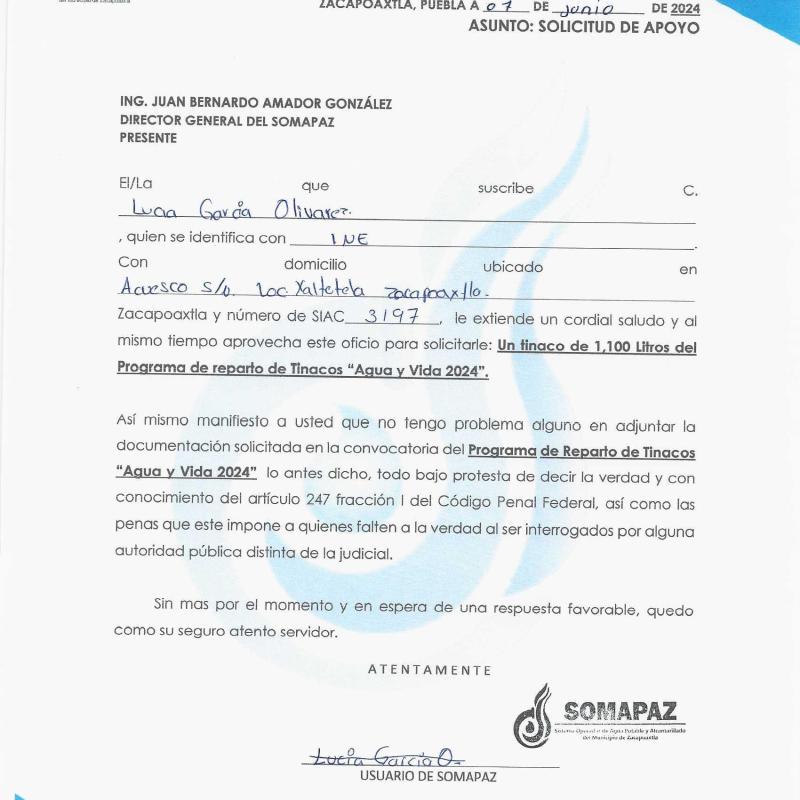 ZACAPOAXTLA, PUEBLA A 07 DE junio DE 2024
ASUNTO: SOLICITUD DE APOYO
ING. JUAN BERNARDO AMADOR GONZÁLEZ
DIRECTOR GENERAL DEL SOMAPAZ
PRESENTE
El/La que suscribe C.
Lucia García Olivarez.
, quien se identifica con INE.
Con domicilio ubicado en
s/n. Loc. Xaltetela Zacapoaxtla.
Zacapoaxtla y número de SIAC 3197, le extiende un cordial saludo y al
mismo tiempo aprovecha este oficio para solicitarle: Un tinaco de 1,100 Litros del
Programa de reparto de Tinacos “Agua y Vida 2024”.
Así mismo manifiesto a usted que no tengo problema alguno en adjuntar la
documentación solicitada en la convocatoria del Programa de Reparto de Tinacos
“Agua y Vida 2024” lo antes dicho, todo bajo protesta de decir la verdad y con
conocimiento del artículo 247 fracción I del Código Penal Federal, así como las
penas que este impone a quienes falten a la verdad al ser interrogados por alguna
autoridad pública distinta de la judicial.
Sin mas por el momento y en espera de una respuesta favorable, quedo
como su seguro atento servidor.
ATENTAMENTE
SOMAPAZ
Sistema Operador de Agua Potable y Alcantarillado
del Municipio de Zacapoaxtla
Lucia García O.
USUARIO DE SOMAPAZ